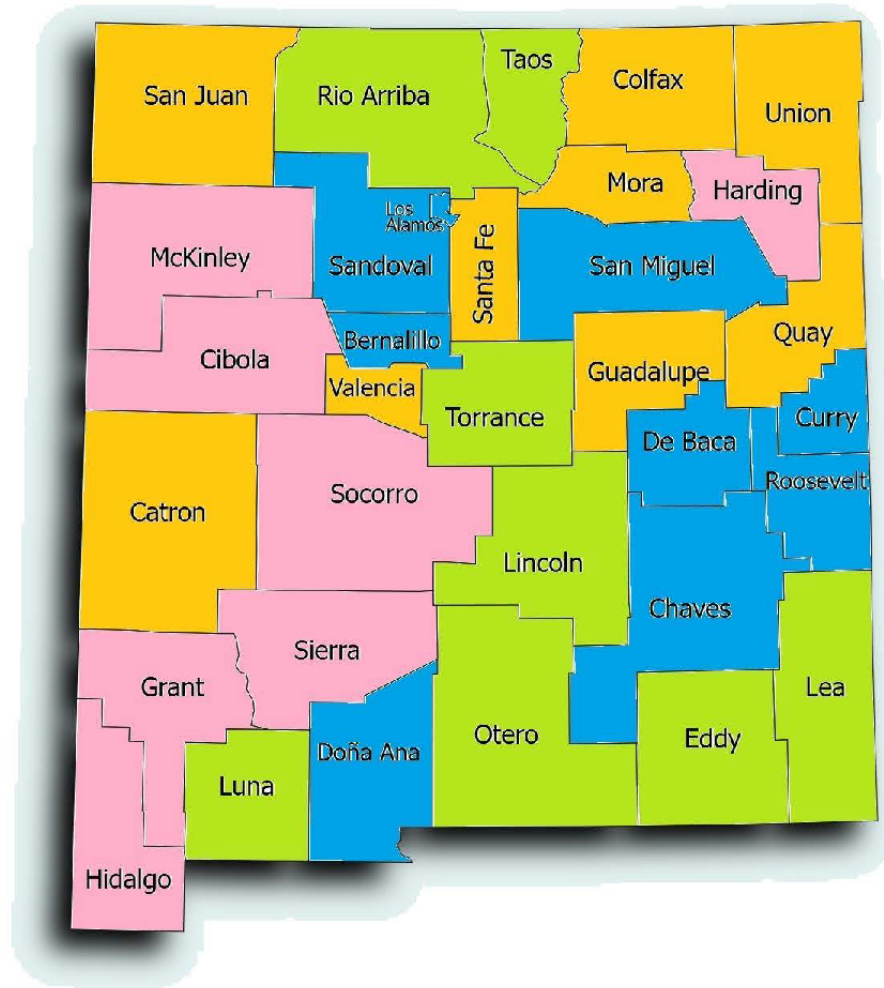 Taos
Colfax
San Juan
Rio Arriba
Union
Mora
Harding
Los
Alamos
McKinley
Sandoval
Santa Fe
San Miguel
Bernalillo
Quay
Cibola
Guadalupe
Valencia
Torrance
Curry
De Baca
Roosevelt
Socorro
Catron
Lincoln
Chaves
Sierra
Grant
Lea
Otero
Eddy
Doña Ana
Luna
Hidalgo